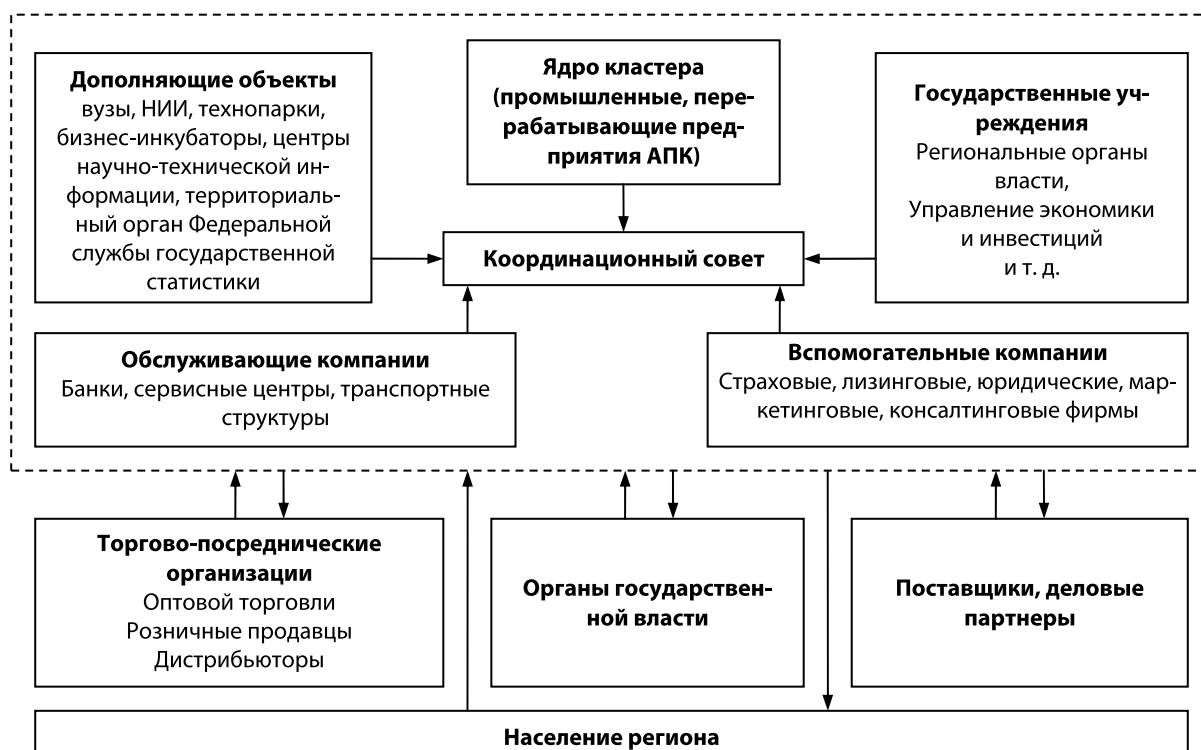 Дополняющие объекты
вузы, НИИ, технопарки,
бизнес-инкубаторы, центры
научно-технической ин-
формации, территориаль-
ный орган Федеральной
службы государственной
статистики
Ядро кластера
(промышленные, пере-
рабатывающие пред-
приятия АПК)
Государственные уч-
реждения
Региональные органы
власти,
Управление экономики
и инвестиций
и т. д.
Координационный совет
Обслуживающие компании
Банки, сервисные центры, транспортные
структуры
Вспомогательные компании
Страховые, лизинговые, юридические, мар-
кетинговые, консалтинговые фирмы
Торгово-посреднические
организации
Оптовой торговли
Розничные продавцы
Дистрибьюторы
Органы государствен-
ной власти
Поставщики, деловые
партнеры
Население региона